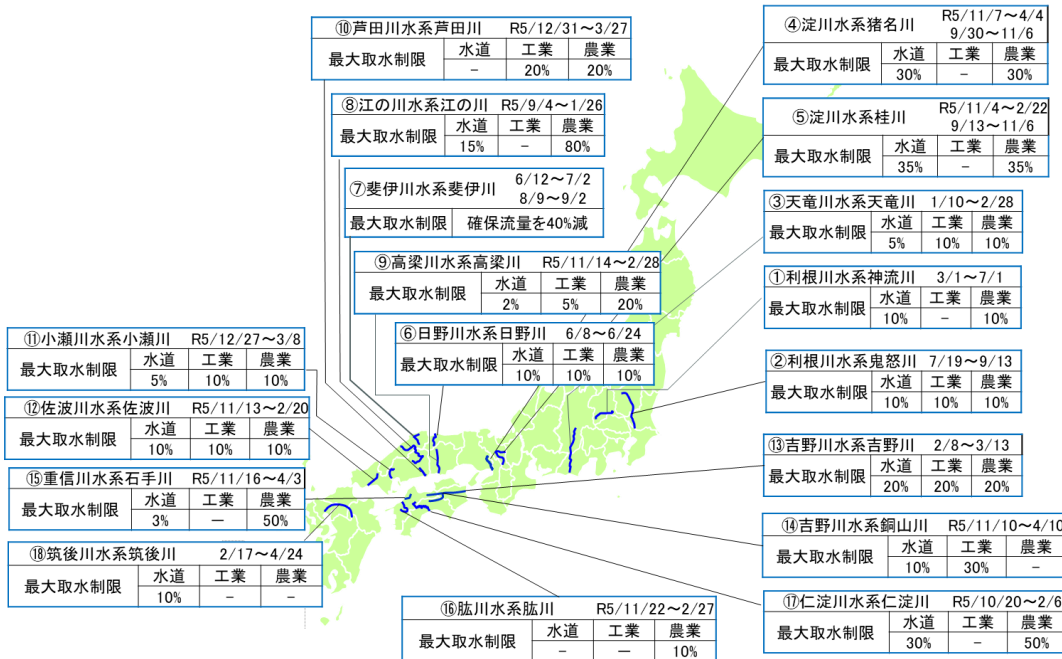 ⑩芦田川水系芦田川 R5/12/31～3/27
最大取水制限 水道 工業 農業
－ 20% 20%
⑧江の川水系江の川 R5/9/4～1/26
最大取水制限 水道 工業 農業
15% － 80%
⑦斐伊川水系斐伊川 6/12～7/2
8/9～9/2
最大取水制限 確保流量を40%減
⑨高梁川水系高梁川 R5/11/14～2/28
最大取水制限 水道 工業 農業
2% 5% 20%
⑥日野川水系日野川 6/8～6/24
最大取水制限 水道 工業 農業
10% 10% 10%
④淀川水系猪名川 R5/11/7～4/4
9/30～11/6
最大取水制限 水道 工業 農業
30% － 30%
⑤淀川水系桂川 R5/11/4～2/22
9/13～11/6
最大取水制限 水道 工業 農業
35% － 35%
③天竜川水系天竜川 1/10～2/28
最大取水制限 水道 工業 農業
5% 10% 10%
①利根川水系神流川 3/1～7/1
最大取水制限 水道 工業 農業
10% － 10%
②利根川水系鬼怒川 7/19～9/13
最大取水制限 水道 工業 農業
10% 10% 10%
⑬吉野川水系吉野川 2/8～3/13
最大取水制限 水道 工業 農業
20% 20% 20%
⑭吉野川水系銅山川 R5/11/10～4/10
最大取水制限 水道 工業 農業
10% 30% －
⑰仁淀川水系仁淀川 R5/10/20～2/6
最大取水制限 水道 工業 農業
30% － 50%
⑪小瀬川水系小瀬川 R5/12/27～3/8
最大取水制限 水道 工業 農業
5% 10% 10%
⑫佐波川水系佐波川 R5/11/13～2/20
最大取水制限 水道 工業 農業
10% 10% 10%
⑮重信川水系石手川 R5/11/16～4/3
最大取水制限 水道 工業 農業
3% － 50%
⑱筑後川水系筑後川 2/17～4/24
最大取水制限 水道 工業 農業
10% － －
⑯肱川水系肱川 R5/11/22～2/27
最大取水制限 水道 工業 農業
－ － 10%